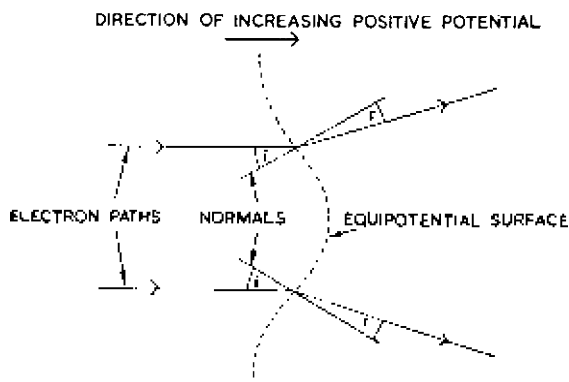 DIRECTION OF INCREASING POSITIVE POTENTIAL
r
i
ELECTRON PATHS
NORMALS
EQUIPOTENTIAL SURFACE
i
r